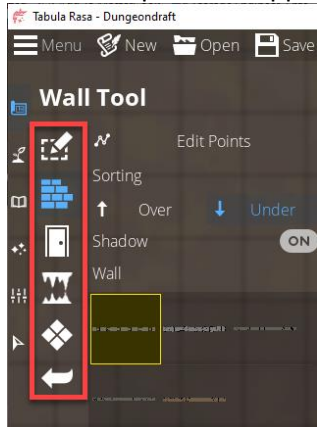 Tabula Rasa - Dungeondraft
Menu New Open Save
Wall Tool
Edit Points
Sorting
Over Under
Shadow ON
Wall